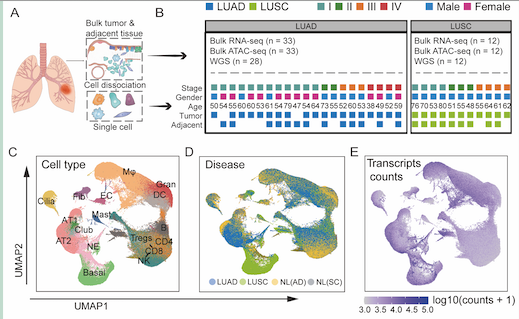 A
Bulk tumor &
adjacent tissue
Cell dissociation
Single cell
B
LUAD LUSC I II III IV Male Female
LUAD LUSC
Bulk RNA-seq (n = 33) Bulk RNA-seq (n = 12)
Bulk ATAC-seq (n = 33) Bulk ATAC-seq (n = 12)
WGS (n = 28) WGS (n = 12)
Stage
Gender
Age
Tumor
Adjacent
C
Cell type
Mφ
Gran
DC
EC
Fib
Cilia
Mast
AT1
Club
B
AT2
Tregs
CD4
NE
CD8
NK
Basal
D
Disease
LUAD LUSC NL(AD) NL(SC)
E
Transcripts
counts
log10(counts + 1)
3.0 3.5 4.0 4.5 5.0
UMAP2
UMAP1